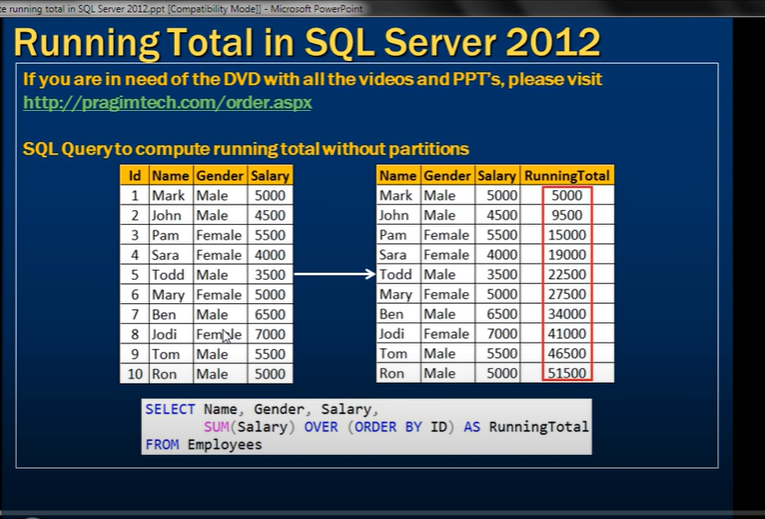 te running total in SQL Server 2012.ppt [Compatibility Mode]] - Microsoft PowerPoint
Running Total in SQL Server 2012
If you are in need of the DVD with all the videos and PPT's, please visit
http://pragimtech.com/order.aspx
SQL Query to compute running total without partitions
Id Name Gender Salary
1 Mark Male 5000
2 John Male 4500
3 Pam Female 5500
4 Sara Female 4000
5 Todd Male 3500
6 Mary Female 5000
7 Ben Male 6500
8 Jodi Female 7000
9 Tom Male 5500
10 Ron Male 5000
Name Gender Salary RunningTotal
Mark Male 5000 5000
John Male 4500 9500
Pam Female 5500 15000
Sara Female 4000 19000
Todd Male 3500 22500
Mary Female 5000 27500
Ben Male 6500 34000
Jodi Female 7000 41000
Tom Male 5500 46500
Ron Male 5000 51500
SELECT Name, Gender, Salary,
SUM(Salary) OVER (ORDER BY ID) AS RunningTotal
FROM Employees